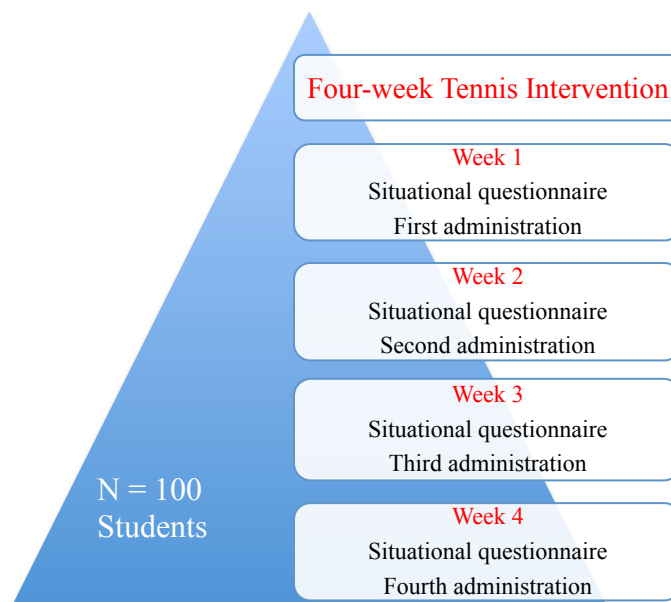 Four-week Tennis Intervention
Week 1
Situational questionnaire
First administration
Week 2
Situational questionnaire
Second administration
Week 3
Situational questionnaire
Third administration
N = 100
Students
Week 4
Situational questionnaire
Fourth administration